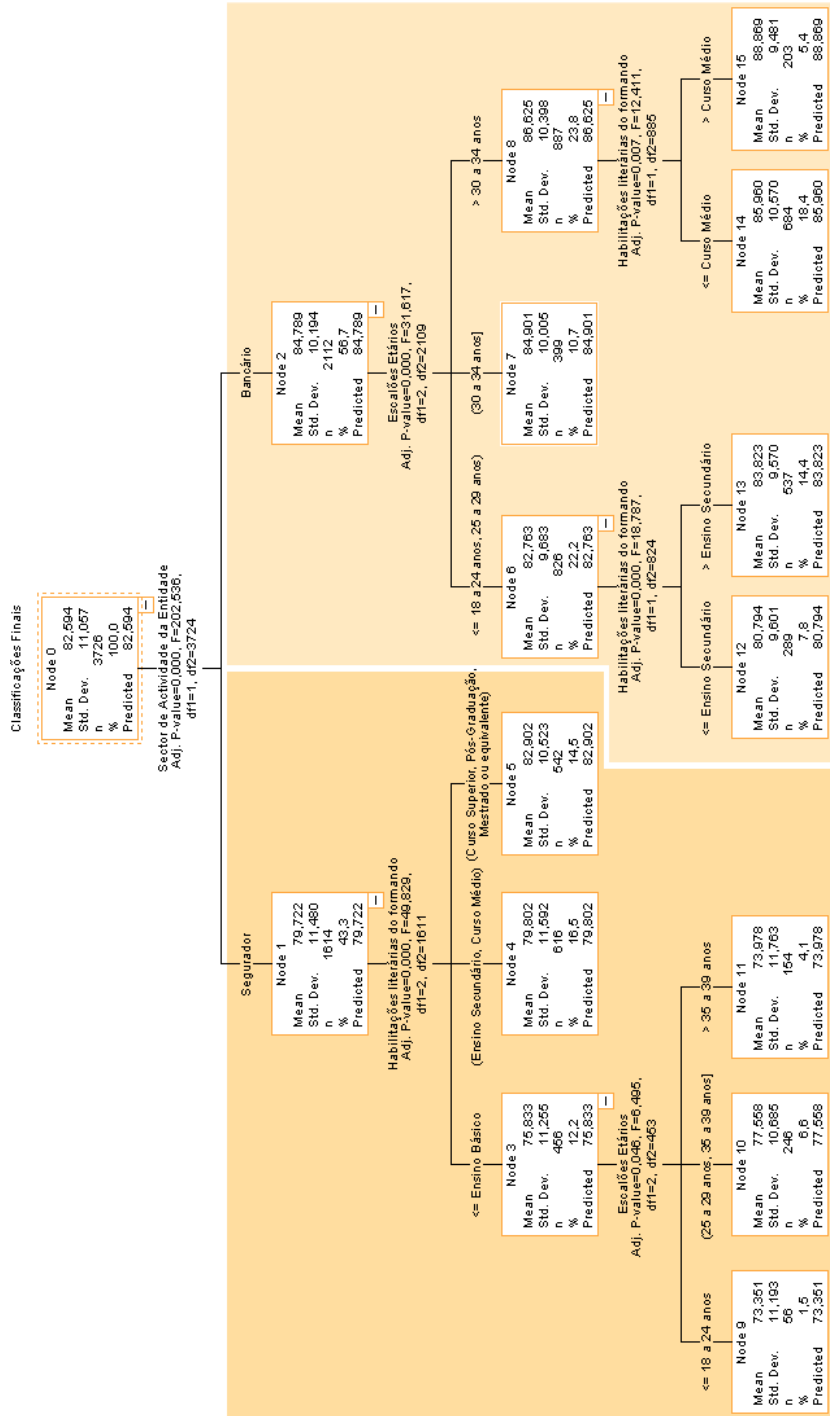 Classificações Finais
Node 0
Mean 82,594
Std. Dev. 11,057
n 3726
% 100,0
Predicted 82,594
Sector de Actividade da Entidade
Adj. P-value=0,000, F=202,536,
df1=1, df2=3724
Segurador
Node 1
Mean 79,722
Std. Dev. 11,480
n 1614
% 43,3
Predicted 79,722
Habilitações literárias do formando
Adj. P-value=0,000, F=49,829,
df1=2, df2=1611
Bancário
Node 2
Mean 84,789
Std. Dev. 10,194
n 2112
% 56,7
Predicted 84,789
Escalões Etários
Adj. P-value=0,000, F=31,617,
df1=2, df2=2109
<= Ensino Básico
Node 3
Mean 75,833
Std. Dev. 11,255
n 456
% 12,2
Predicted 75,833
Escalões Etários
Adj. P-value=0,046, F=6,495,
df1=2, df2=453
(Ensino Secundário, Curso Médio)
Node 4
Mean 79,802
Std. Dev. 11,592
n 616
% 16,5
Predicted 79,802
(Curso Superior, Pós-Graduação,
Mestrado ou equivalente)
Node 5
Mean 82,902
Std. Dev. 10,523
n 542
% 14,5
Predicted 82,902
<= 18 a 24 anos, 25 a 29 anos)
Node 6
Mean 82,763
Std. Dev. 9,683
n 826
% 22,2
Predicted 82,763
Habilitações literárias do formando
Adj. P-value=0,000, F=18,787,
df1=1, df2=824
(30 a 34 anos]
Node 7
Mean 84,901
Std. Dev. 10,005
n 399
% 10,7
Predicted 84,901
> 30 a 34 anos
Node 8
Mean 86,625
Std. Dev. 10,398
n 887
% 23,8
Predicted 86,625
Habilitações literárias do formando
Adj. P-value=0,007, F=12,411,
df1=1, df2=885
<= 18 a 24 anos
Node 9
Mean 73,351
Std. Dev. 11,193
n 56
% 1,5
Predicted 73,351
(25 a 29 anos, 35 a 39 anos]
Node 10
Mean 77,558
Std. Dev. 10,685
n 246
% 6,6
Predicted 77,558
> 35 a 39 anos
Node 11
Mean 73,978
Std. Dev. 11,763
n 154
% 4,1
Predicted 73,978
<= Ensino Secundário
Node 12
Mean 80,794
Std. Dev. 9,601
n 289
% 7,8
Predicted 80,794
> Ensino Secundário
Node 13
Mean 83,823
Std. Dev. 9,570
n 537
% 14,4
Predicted 83,823
<= Curso Médio
Node 14
Mean 85,960
Std. Dev. 10,570
n 684
% 18,4
Predicted 85,960
> Curso Médio
Node 15
Mean 88,869
Std. Dev. 9,481
n 203
% 5,4
Predicted 88,869